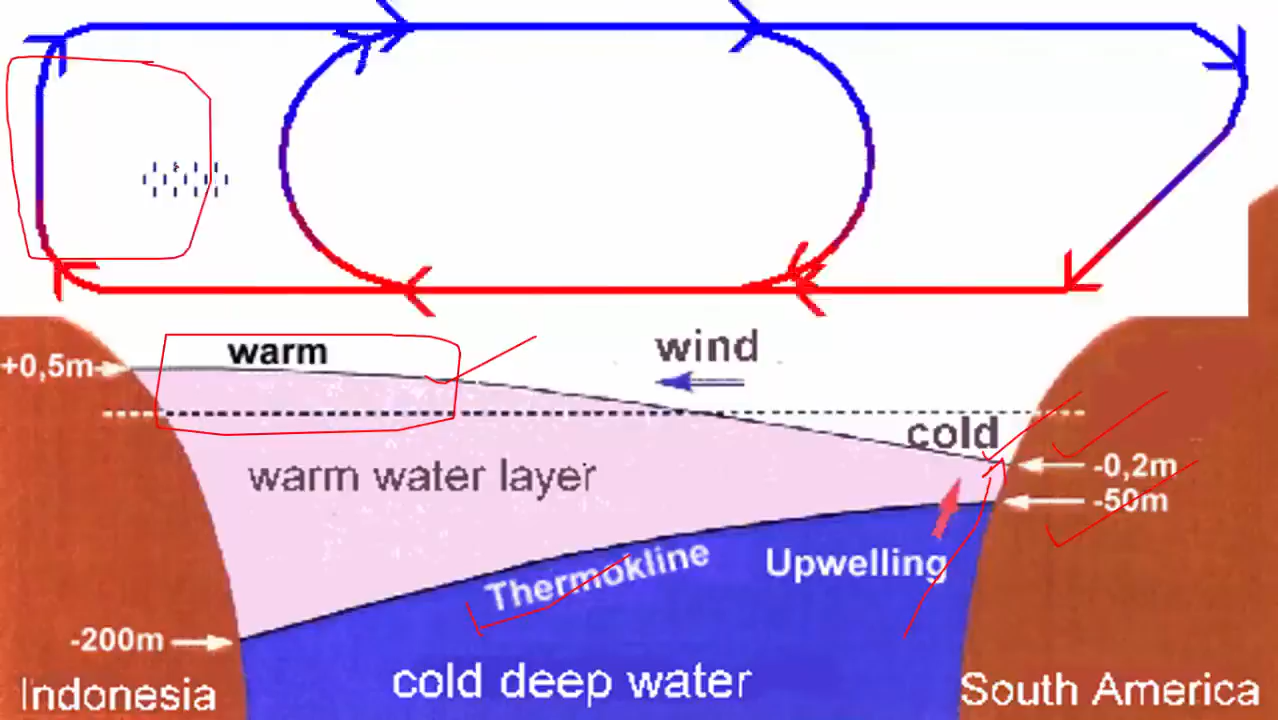 warm
wind
+0,5m
cold
-0,2m
warm water layer
-50m
Thermokline
Upwelling
-200m
cold deep water
Indonesia
South America